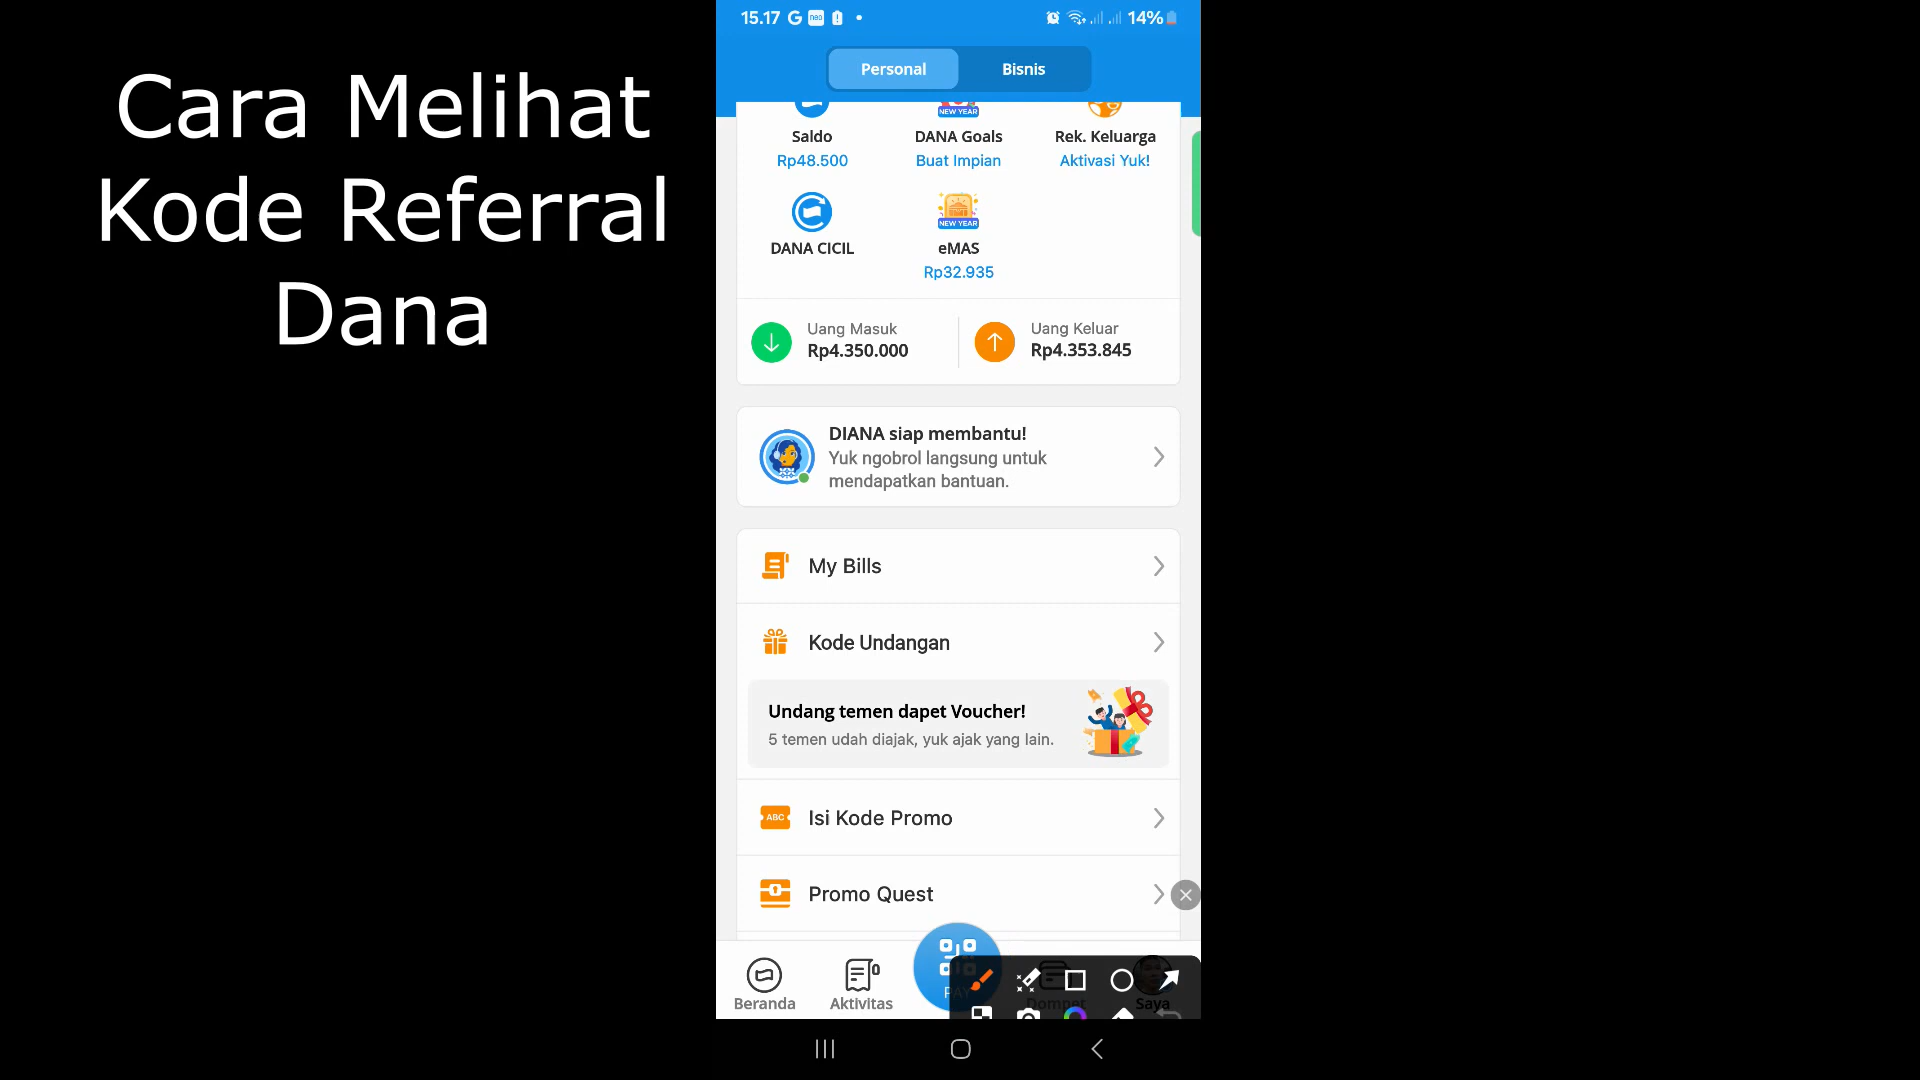 Cara Melihat
Kode Referral
Dana
15.17
14%
Personal
Bisnis
NEW YEAR
Saldo
DANA Goals
Rek. Keluarga
Rp48.500
Buat Impian
Aktivasi Yuk!
NEW YEAR
DANA CICIL
eMAS
Rp32.935
Uang Masuk
Rp4.350.000
Uang Keluar
Rp4.353.845
DIANA siap membantu!
Yuk ngobrol langsung untuk
mendapatkan bantuan.
My Bills
Kode Undangan
Undang temen dapet Voucher!
5 temen udah diajak, yuk ajak yang lain.
ABC
Isi Kode Promo
Promo Quest
Beranda
Aktivitas
PAY
Dompet
Saya